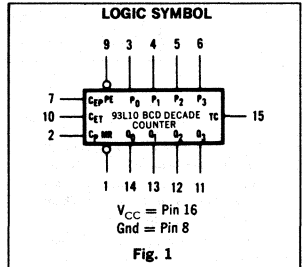 LOGIC SYMBOL
9 3 4 5 6
7 CEP PE P0 P1 P2 P3
10 CET 93L10 BCD DECADE TC 15
COUNTER
2 CP MR Q0 Q1 Q2 Q3
1 14 13 12 11
VCC = Pin 16
Gnd = Pin 8
Fig. 1